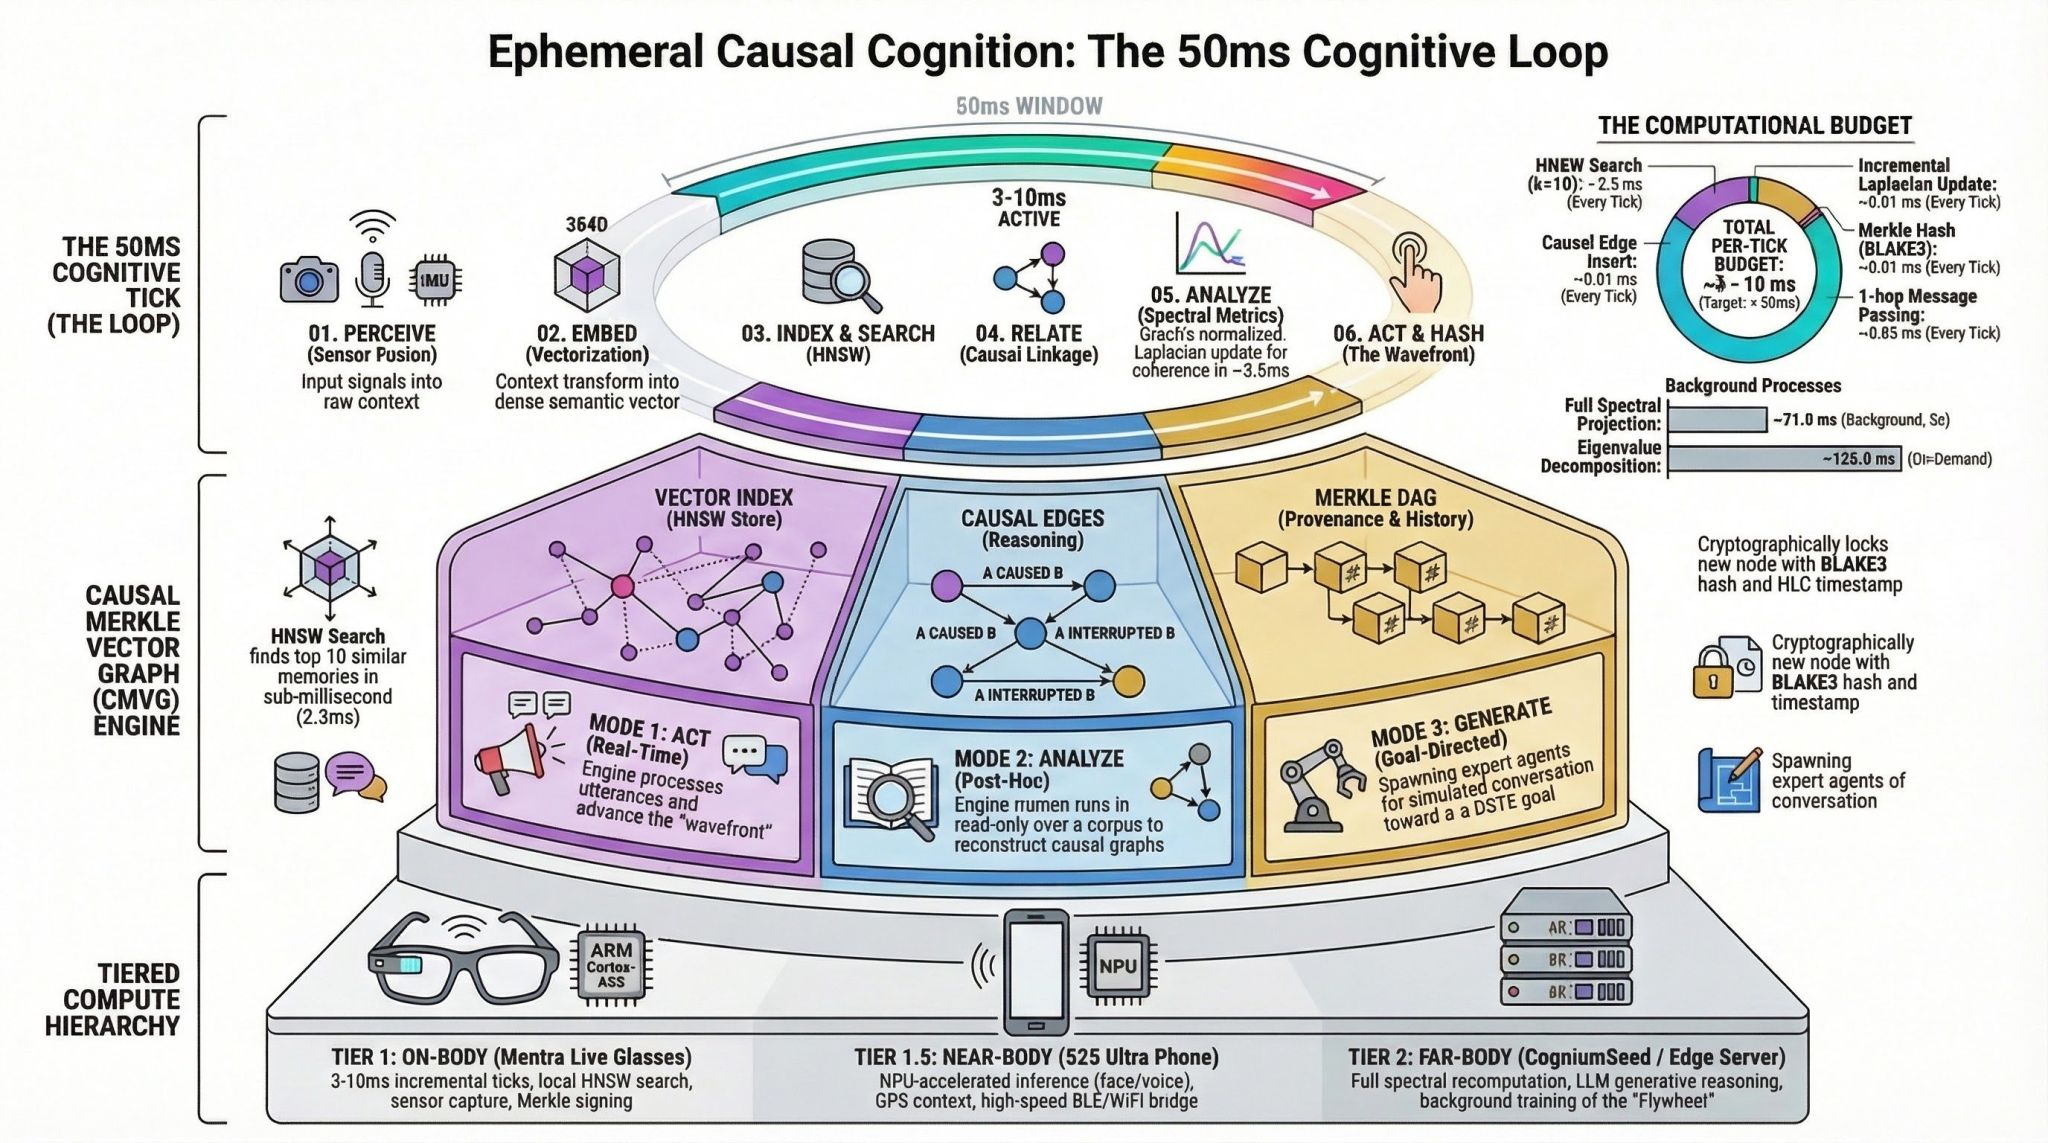 Ephemeral Causal Cognition: The 50ms Cognitive Loop
50ms WINDOW
THE 50MS
COGNITIVE
TICK
(THE LOOP)
IMU
01. PERCEIVE
(Sensor Pusion)
Input signals into
raw context
364D
02. EMBED
(Vectorization)
Context transform into
dense semantic vector
03. INDEX & SEARCH
(HNSW)
3-10ms
ACTIVE
04. RELATE
(Causai Linkage)
05. ANALYZE
(Spectral Metrics)
Grach's normalized.
Laplacian update for
coherence in ~3.5ms
06. ACT & HASH
(The Wavefront)
THE COMPUTATIONAL BUDGET
HNEW Search
(k=10): - 2.5 ms
(Every Tick)
Causel Edge
Insert:
~0.01 ms
(Every Tick)
TOTAL
PER-TICK
BUDGET:
- 10 ms
(Target: × 50ms)
Incremental
Laplaelan Update:
~0.01 ms (Every Tick)
Merkle Hash
(BLAKE3):
~0.01 ms (Every Tick)
1-hop Message
Passing:
~0.85 ms (Every Tick)
Background Processes
Full Spectral
Projection:
~71.0 ms (Background, Se)
Eigenvalue
Decomposition:
~125.0 ms (OI=Demand)
CAUSAL
MERKLE
VECTOR
GRAPH
(CMVG)
ENGINE
HNSW Search
finds top 10 similar
memories in
sub-millisecond
(2.3ms)
VECTOR INDEX
(HNSW Store)
CAUSAL EDGES
(Reasoning)
A CAUSED B
A CAUSED B
A INTERRUPTED B
A INTERRUPTED B
MERKLE DAG
(Provenance & History)
#
#
#
#
#
MODE 1: ACT
(Real-Time)
Engine processes
utterances and
advance the "wavefront"
MODE 2: ANALYZE
(Post-Hoc)
Engine rrumen runs in
read-only over a corpus to
reconstruct causal graphs
MODE 3: GENERATE
(Goal-Directed)
Spawning expert agents
for simulated conversation
toward a a DSTE goal
Cryptographically locks
new node with BLAKE3
hash and HLC timestamp
Cryptographically
new node with
BLAKE3 hash and
timestamp
Spawning
expert agents of
conversation
TIERED
COMPUTE
HIERARCHY
ARM
Cortox-
ASS
NPU
AR:
BR:
BR:
TIER 1: ON-BODY (Mentra Live Glasses)
3-10ms incremental ticks, local HNSW search,
sensor capture, Merkle signing
TIER 1.5: NEAR-BODY (525 Ultra Phone)
NPU-accelerated inference (face/voice),
GPS context, high-speed BLE/WiFI bridge
TIER 2: FAR-BODY (CogniumSeed / Edge Server)
Full spectral recomputation, LLM generative reasoning,
background training of the "Flywheel"